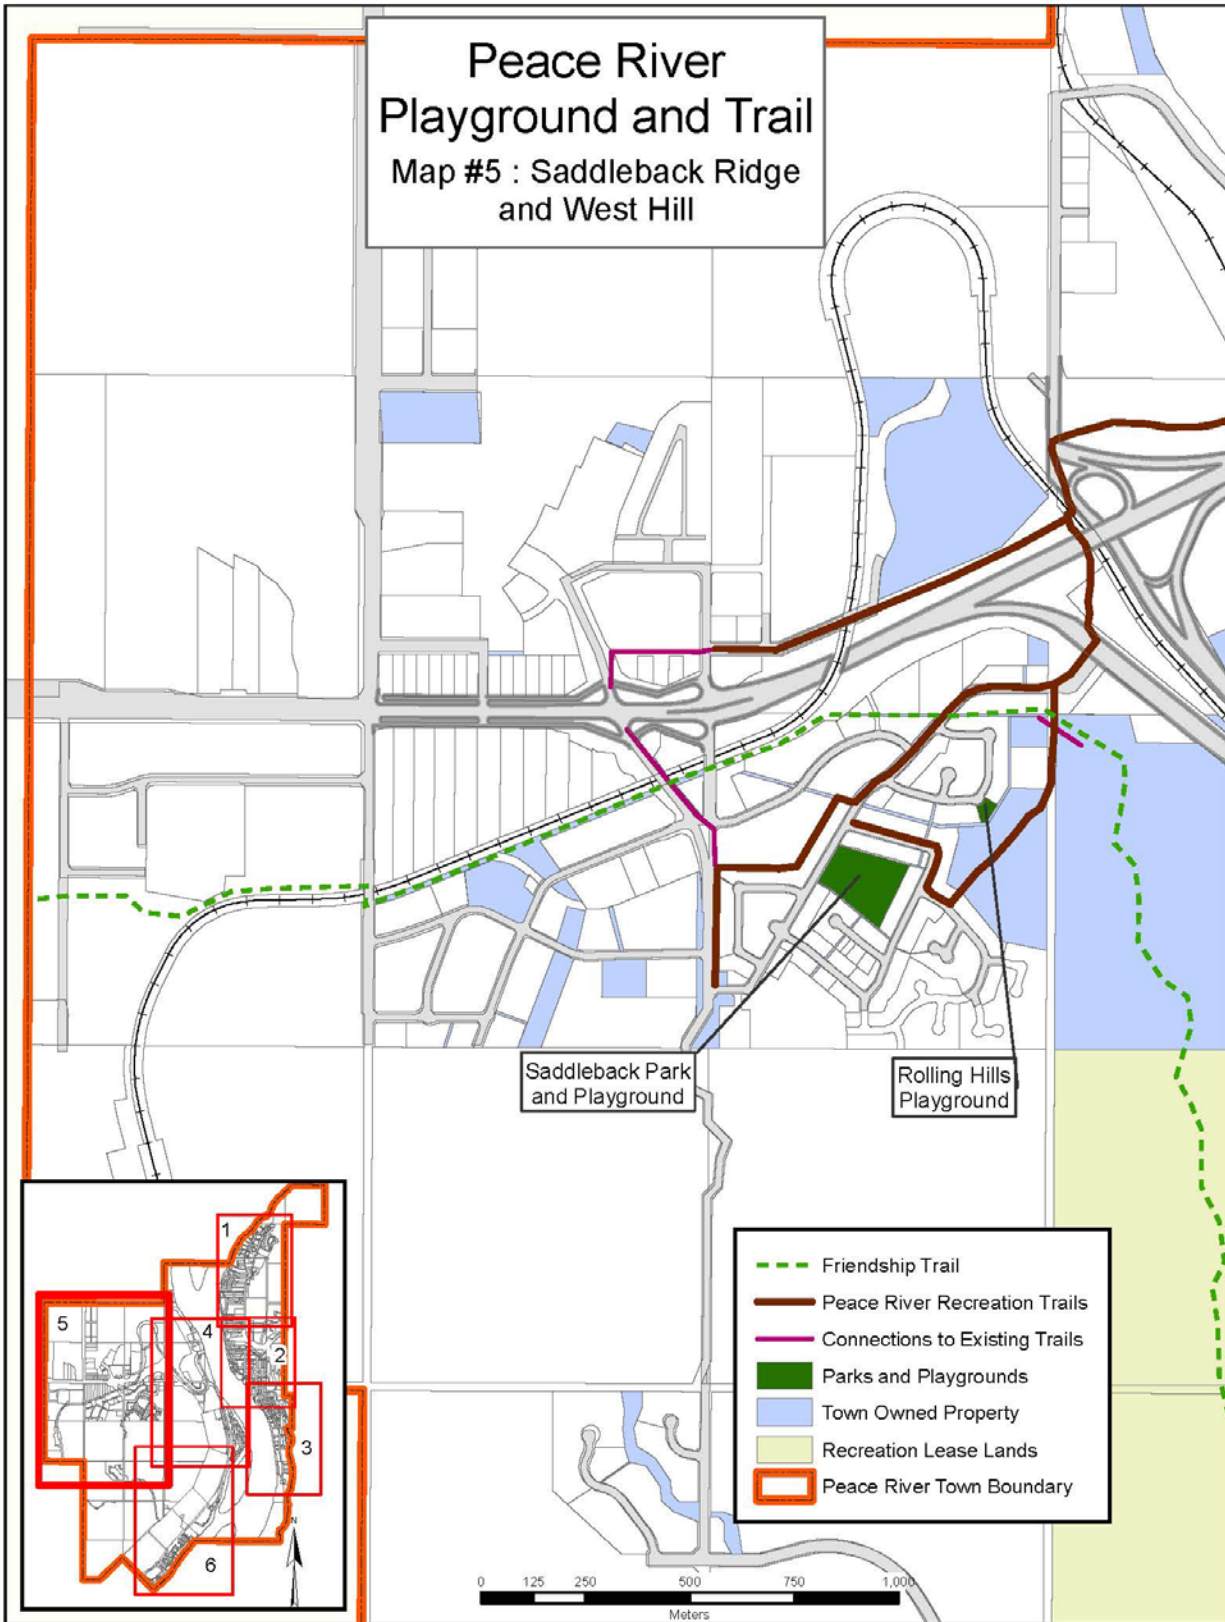 Peace River
Playground and Trail
Map #5 : Saddleback Ridge
and West Hill
Saddleback Park
and Playground
Rolling Hills
Playground
1
5
4
2
3
6
N
Friendship Trail
Peace River Recreation Trails
Connections to Existing Trails
Parks and Playgrounds
Town Owned Property
Recreation Lease Lands
Peace River Town Boundary
0 125 250 500 750 1,000
Meters